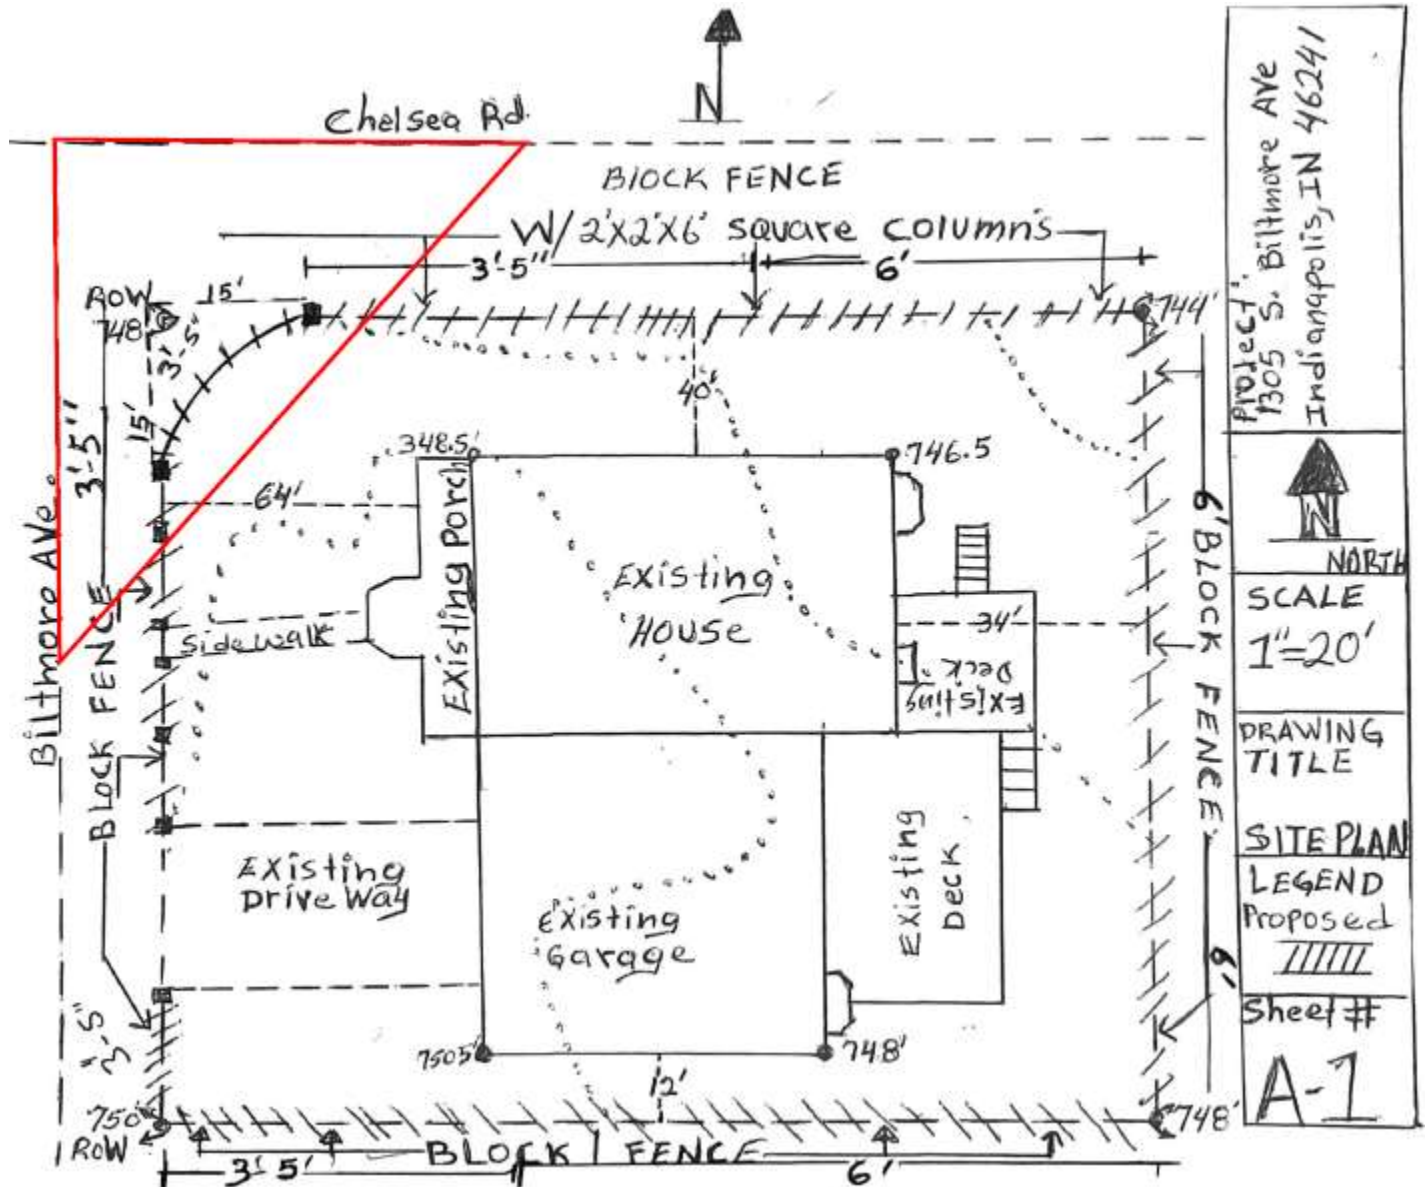 N
Chelsea Rd.
BLOCK FENCE
W/2'X2'X6' square columns
3'-5"
6'
ROW
15'
748'
744'
3'-5"
15'
3'-5"
40'
348.5'
746.5
64'
Biltmore AVe.
BLOCK FENCE
Sidewalk
Existing Porch
Existing
HOUSE
34'
Existing
Deck
6' BLOCK FENCE
6'
Existing
Drive Way
Existing
Garage
Existing
Deck
3'-5"
7505'
748'
12'
750'
ROW
748'
BLOCK FENCE
3' 5'
6'
Project:
1305 S. Biltmore AVe
Indianapolis, IN 46241
N
NORTH
SCALE
1"=20'
DRAWING
TITLE
SITE PLAN
LEGEND
Proposed
Sheet #
A-1